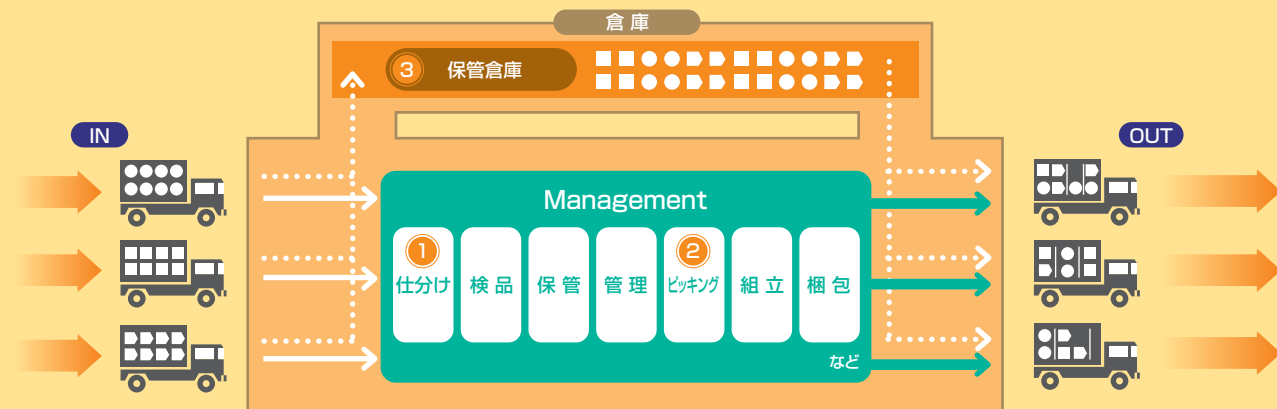 倉庫
③ 保管倉庫
IN
OUT
Management
① ②
仕分け 検品 保管 管理 ピッキング 組立 梱包
など